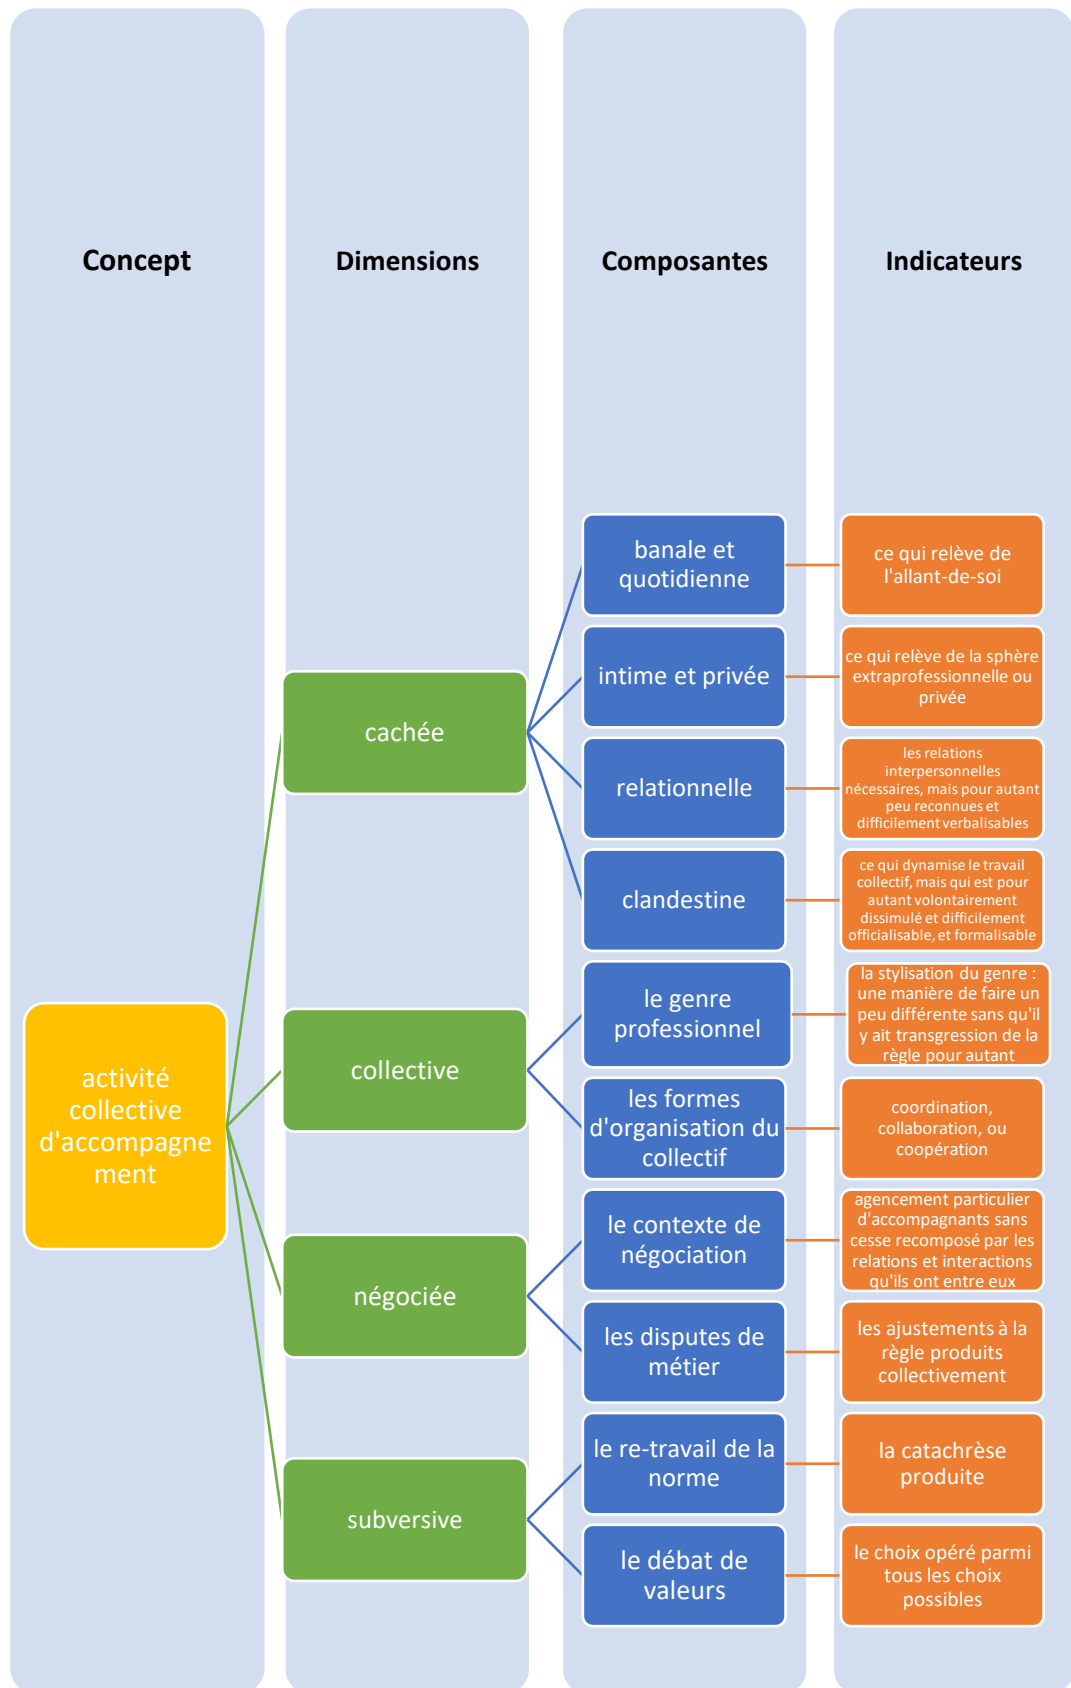 Concept
Dimensions
Composantes
Indicateurs
activité
collective
d'accompagne
ment
cachée
banale et
quotidienne
ce qui relève de
l'allant-de-soi
intime et privée
ce qui relève de la sphère
extraprofessionnelle ou
privée
relationnelle
les relations
interpersonnelles
nécessaires, mais pour autant
peu reconnues et
difficilement verbalisables
clandestine
ce qui dynamise le travail
collectif, mais qui est pour
autant volontairement
dissimulé et difficilement
officialisable, et formalisable
collective
le genre
professionnel
la stylisation du genre :
une manière de faire un
peu différente sans qu'il
y ait transgression de la
règle pour autant
les formes
d'organisation du
collectif
coordination,
collaboration, ou
coopération
négociée
le contexte de
négociation
agencement particulier
d'accompagnants sans
cesse recomposé par les
relations et interactions
qu'ils ont entre eux
les disputes de
métier
les ajustements à la
règle produits
collectivement
subversive
le re-travail de la
norme
la catachrèse
produite
le débat de
valeurs
le choix opéré parmi
tous les choix
possibles